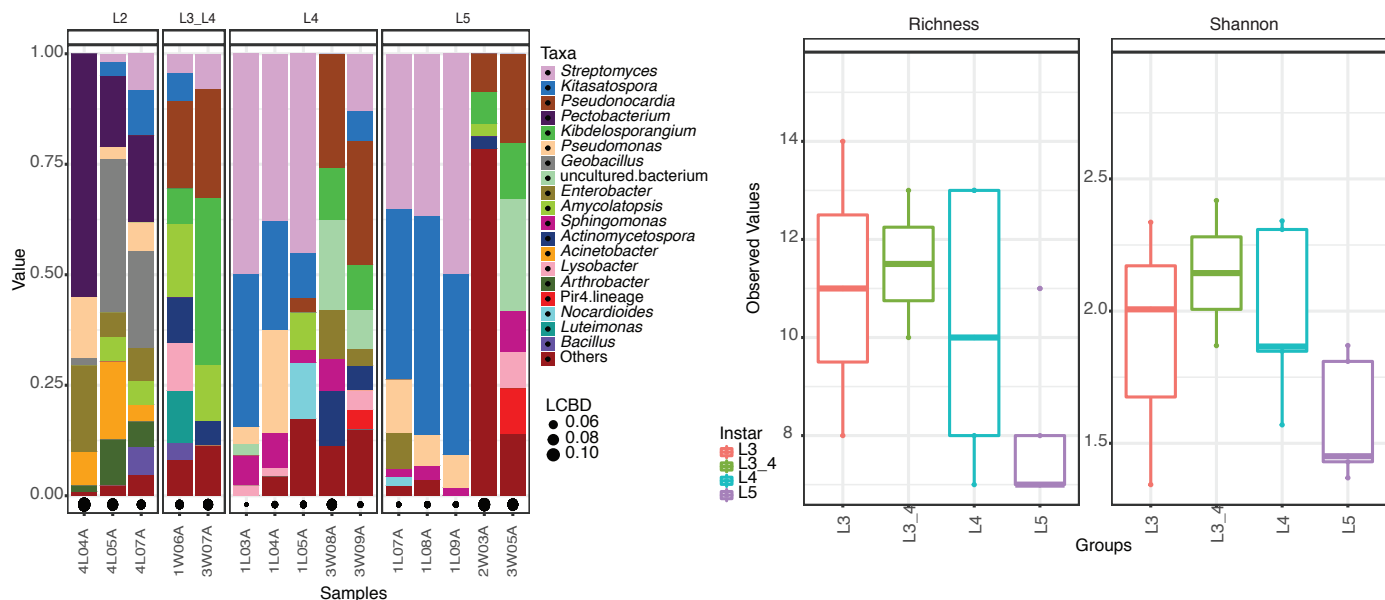 L2 L3_L4 L4 L5
Value
1.00
0.75
0.50
0.25
0.00
4L04A
4L05A
4L07A
1W06A
3W07A
1L03A
1L04A
1L05A
3W08A
3W09A
1L07A
1L08A
1L09A
2W03A
3W05A
Samples
Taxa
Streptomyces
Kitasatospora
Pseudonocardia
Pectobacterium
Kibdelosporangium
Pseudomonas
Geobacillus
uncultured.bacterium
Enterobacter
Amycolatopsis
Sphingomonas
Actinomycetospora
Acinetobacter
Lysobacter
Arthrobacter
Pir4.lineage
Nocardioides
Luteimonas
Bacillus
Others
LCBD
0.06
0.08
0.10
Richness Shannon
Observed Values
14
12
10
8
2.5
2.0
1.5
Instar
L3
L3_4
L4
L5
L3
L3_4
L4
L5
L3
L3_4
L4
L5
Groups